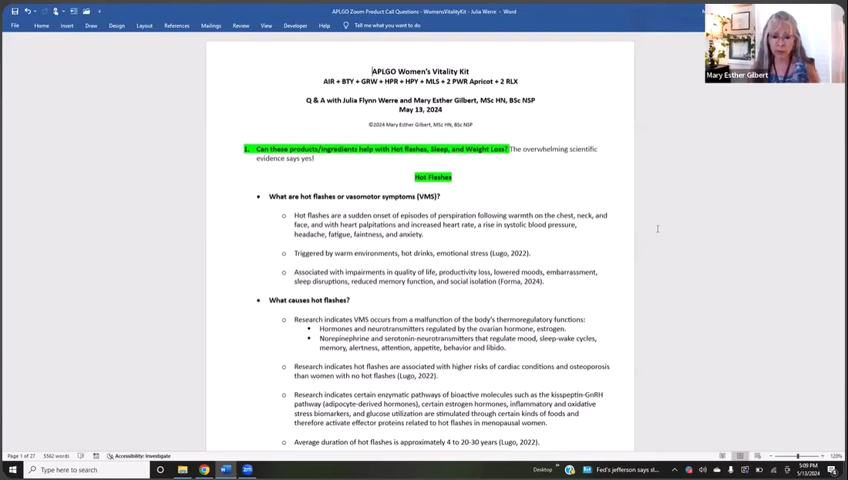 APLGO Zoom Product Call Questions - WomensVitalityKit - Julia Werre - Word
File Home Insert Draw Design Layout References Mailings Review View Developer Help Tell me what you want to do
Mary Esther Gilbert
APLGO Women's Vitality Kit
AIR + BTY + GRW + HPR + HPY + MLS + 2 PWR Apricot + 2 RLX
Q & A with Julia Flynn Werre and Mary Esther Gilbert, MSc HN, BSc NSP
May 13, 2024
©2024 Mary Esther Gilbert, MSc HN, BSc NSP
1. Can these products/ingredients help with Hot flashes, Sleep, and Weight Loss? The overwhelming scientific
evidence says yes!
Hot Flashes
• What are hot flashes or vasomotor symptoms (VMS)?
o Hot flashes are a sudden onset of episodes of perspiration following warmth on the chest, neck, and
face, and with heart palpitations and increased heart rate, a rise in systolic blood pressure,
headache, fatigue, faintness, and anxiety.
o Triggered by warm environments, hot drinks, emotional stress (Lugo, 2022).
o Associated with impairments in quality of life, productivity loss, lowered moods, embarrassment,
sleep disruptions, reduced memory function, and social isolation (Forma, 2024).
• What causes hot flashes?
o Research indicates VMS occurs from a malfunction of the body's thermoregulatory functions:
▪ Hormones and neurotransmitters regulated by the ovarian hormone, estrogen.
▪ Norepinephrine and serotonin-neurotransmitters that regulate mood, sleep-wake cycles,
memory, alertness, attention, appetite, behavior and libido.
o Research indicates hot flashes are associated with higher risks of cardiac conditions and osteoporosis
than women with no hot flashes (Lugo, 2022).
o Research indicates certain enzymatic pathways of bioactive molecules such as the kisspeptin-GnRH
pathway (adipocyte-derived hormones), certain estrogen hormones, inflammatory and oxidative
stress biomarkers, and glucose utilization are stimulated through certain kinds of foods and
therefore activate effector proteins related to hot flashes in menopausal women.
o Average duration of hot flashes is approximately 4 to 20-30 years (Lugo, 2022).
Page 1 of 27 5562 words Accessibility: Investigate 120%
Type here to search Desktop Fed's jefferson says sl... 5:09 PM
5/13/2024